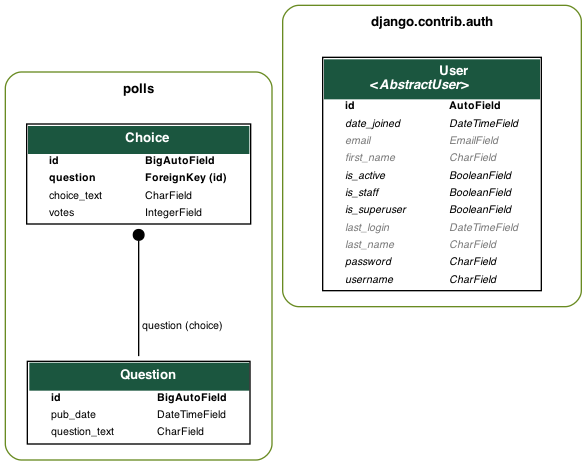 polls
Choice
id BigAutoField
question ForeignKey (id)
choice_text CharField
votes IntegerField
question (choice)
Question
id BigAutoField
pub_date DateTimeField
question_text CharField
django.contrib.auth
User
<AbstractUser>
id AutoField
date_joined DateTimeField
email EmailField
first_name CharField
is_active BooleanField
is_staff BooleanField
is_superuser BooleanField
last_login DateTimeField
last_name CharField
password CharField
username CharField